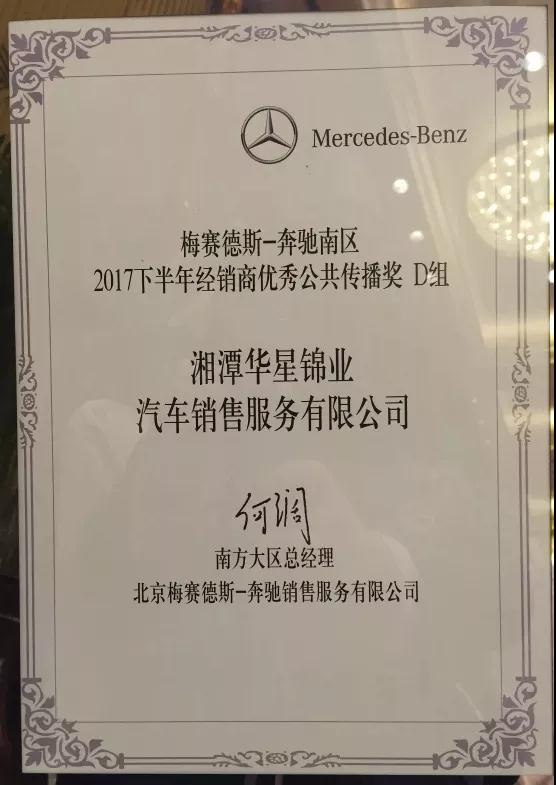 Mercedes-Benz
梅赛德斯-奔驰南区
2017下半年经销商优秀公共传播奖 D组
湘潭华星锦业
汽车销售服务有限公司
何润
南方大区总经理
北京梅赛德斯-奔驰销售服务有限公司